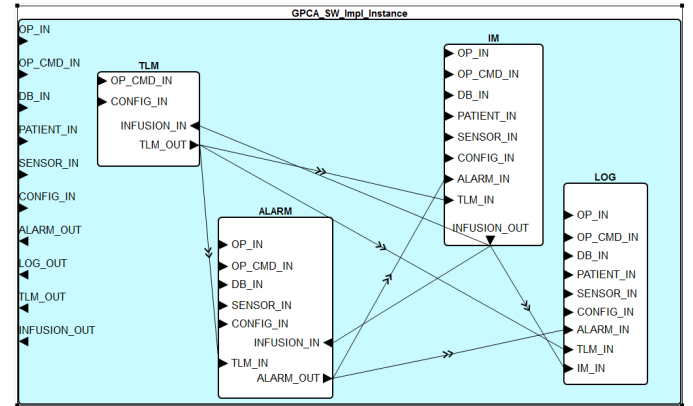 GPCA_SW_Impl_Instance
OP_IN
OP_CMD_IN
DB_IN
PATIENT_IN
SENSOR_IN
CONFIG_IN
ALARM_OUT
LOG_OUT
TLM_OUT
INFUSION_OUT
TLM
OP_CMD_IN
CONFIG_IN
INFUSION_IN
TLM_OUT
ALARM
OP_IN
OP_CMD_IN
DB_IN
SENSOR_IN
CONFIG_IN
INFUSION_IN
TLM_IN
ALARM_OUT
IM
OP_IN
OP_CMD_IN
DB_IN
PATIENT_IN
SENSOR_IN
CONFIG_IN
ALARM_IN
TLM_IN
INFUSION_OUT
LOG
OP_IN
OP_CMD_IN
DB_IN
PATIENT_IN
SENSOR_IN
CONFIG_IN
ALARM_IN
TLM_IN
IM_IN